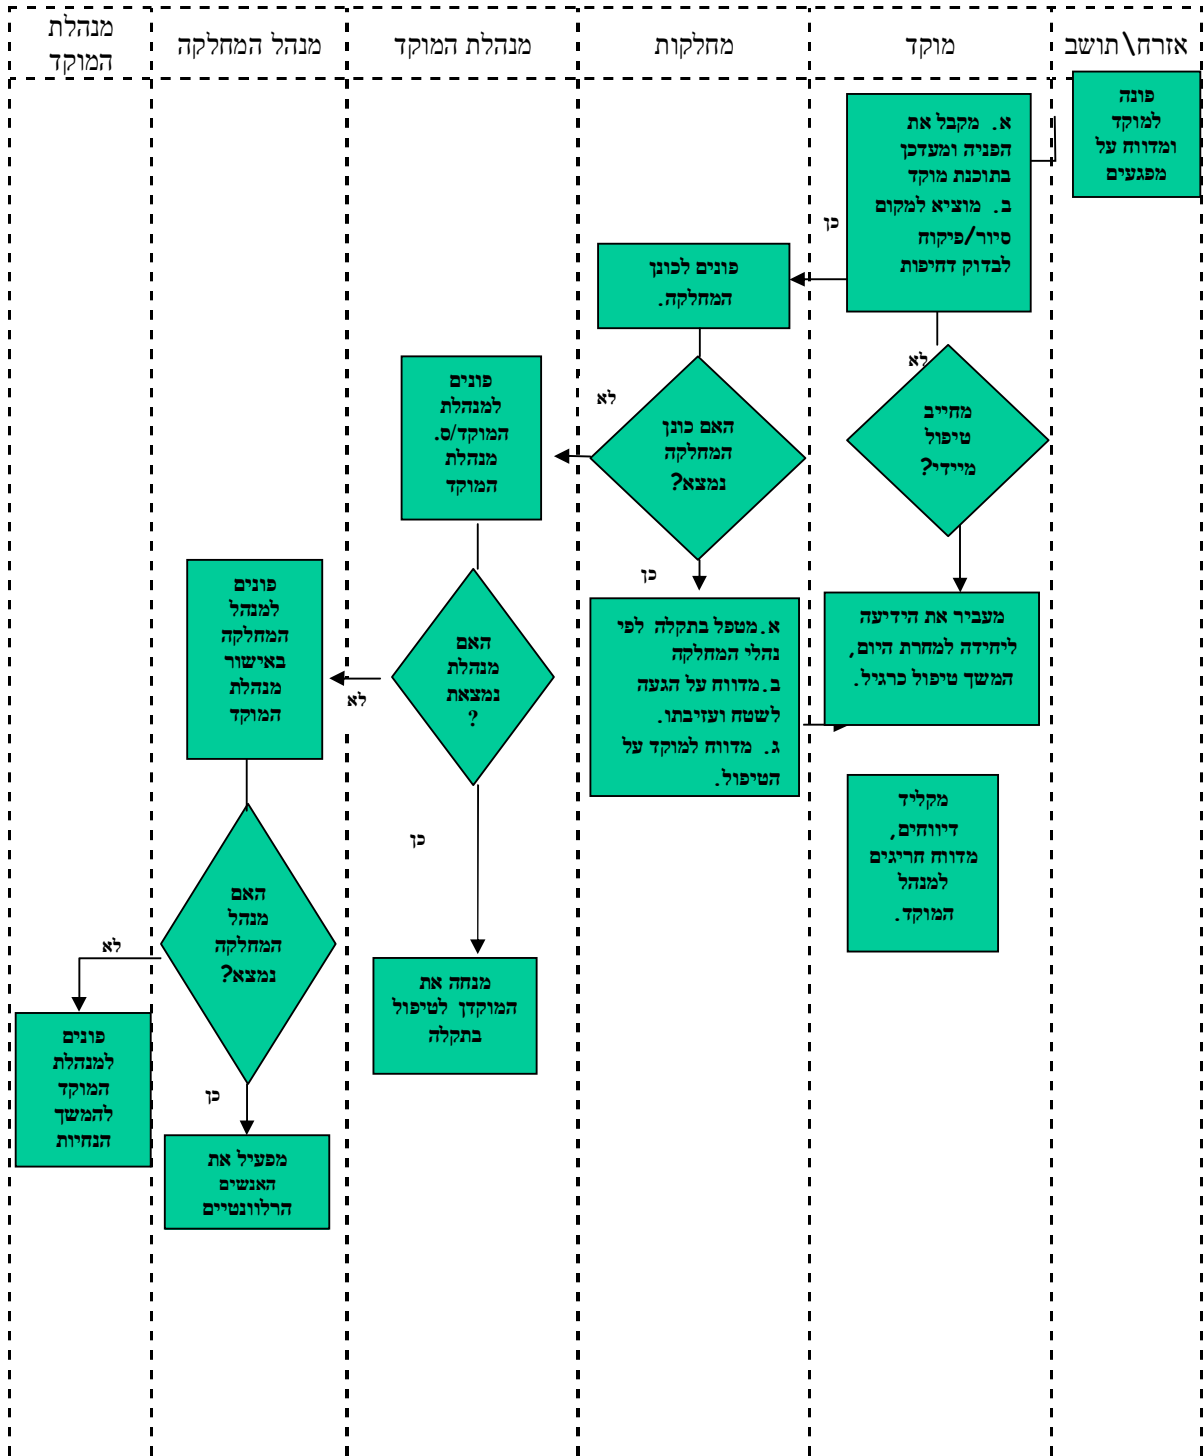 אזרח\תושב
מוקד
מחלקות
מנהלת המוקד
מנהל המחלקה
מנהלת
המוקד
פונה
למוקד
ומדווח על
מפגעים
א. מקבל את
הפניה ומעדכן
בתוכנת מוקד
ב. מוציא למקום
סיור/פיקוח
לבדוק דחיפות
כן
פונים לכונן
המחלקה.
לא
מחייב
טיפול
מיידי?
מעביר את הידיעה
ליחידה למחרת היום,
המשך טיפול כרגיל.
האם כונן
המחלקה
נמצא?
לא
כן
א.מטפל בתקלה לפי
נהלי המחלקה
ב.מדווח על הגעה
לשטח ועזיבתו.
ג. מדווח למוקד על
הטיפול.
מקליד
דיווחים,
מדווח חריגים
למנהל
המוקד.
פונים
למנהלת
המוקד/ס.
מנהלת
המוקד
האם
מנהלת
נמצאת
?
לא
כן
מנחה את
המוקדן לטיפול
בתקלה
פונים
למנהל
המחלקה
באישור
מנהלת
המוקד
האם
מנהל
המחלקה
נמצא?
לא
כן
מפעיל את
האנשים
הרלוונטיים
פונים
למנהלת
המוקד
להמשך
הנחיות